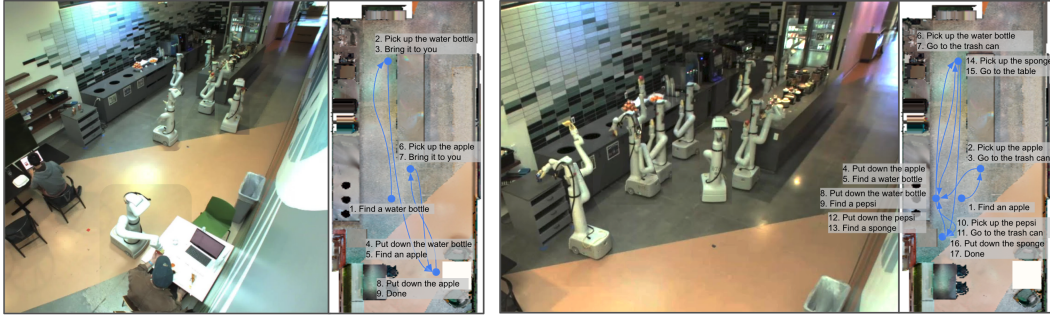 2. Pick up the water bottle
3. Bring it to you
6. Pick up the apple
7. Bring it to you
1. Find a water bottle
4. Put down the water bottle
5. Find an apple
8. Put down the apple
9. Done
6. Pick up the water bottle
7. Go to the trash can
14. Pick up the sponge
15. Go to the table
2. Pick up the apple
3. Go to the trash can
4. Put down the apple
5. Find a water bottle
8. Put down the water bottle
9. Find a pepsi
1. Find an apple
12. Put down the pepsi
13. Find a sponge
10. Pick up the pepsi
11. Go to the trash can
16. Put down the sponge
17. Done